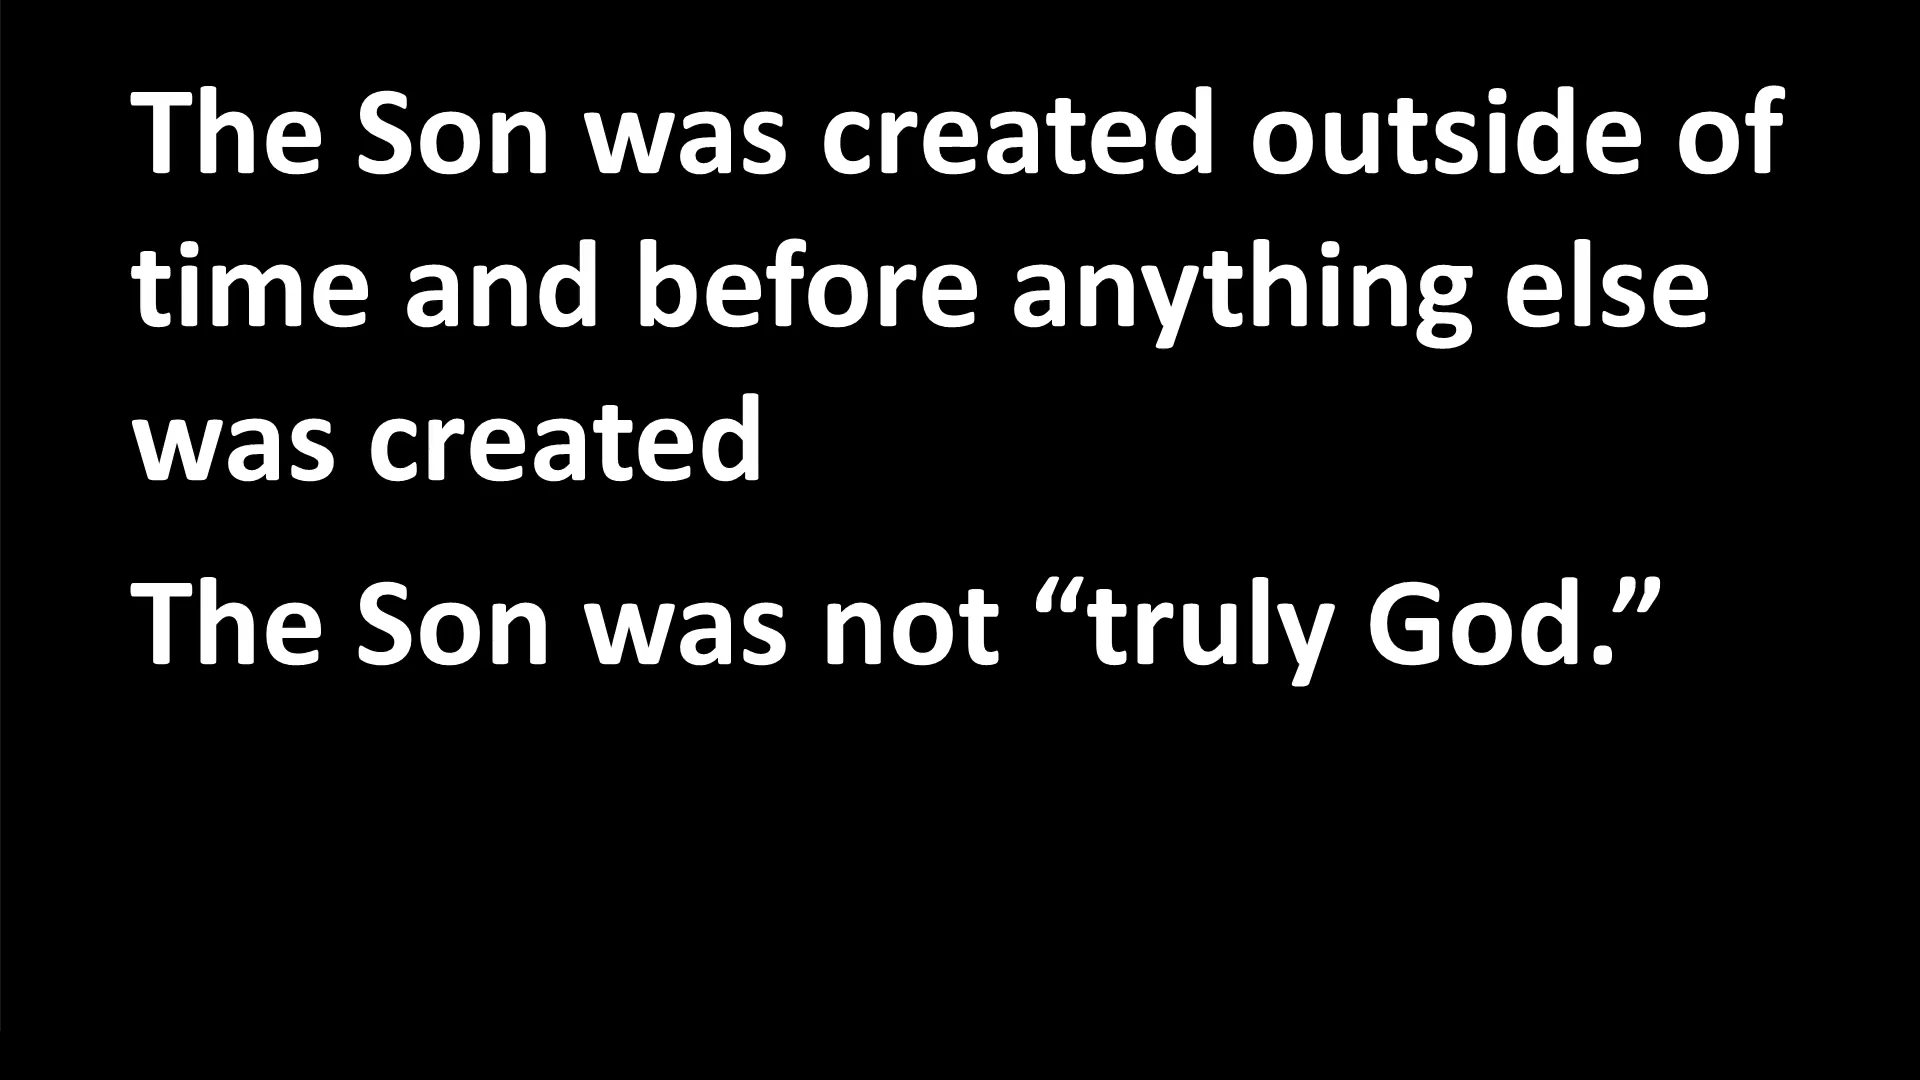 The Son was created outside of
time and before anything else
was created
The Son was not “truly God.”